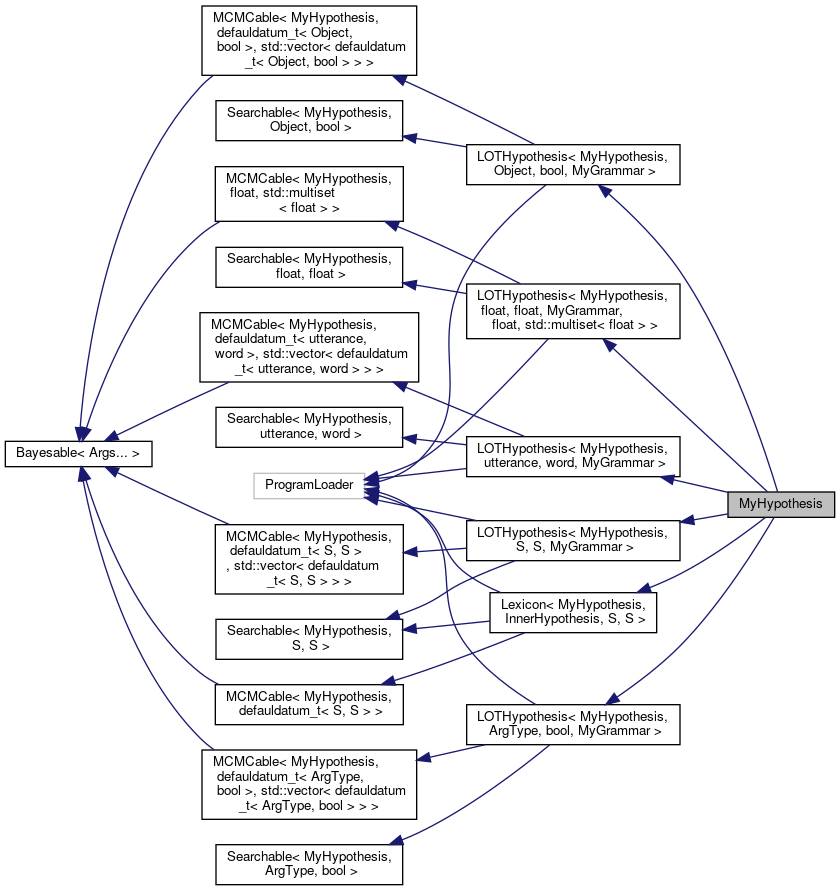 MCMCable< MyHypothesis,
defauldatum_t< Object,
bool >, std::vector< defauldatum
_t< Object, bool > > >
Searchable< MyHypothesis,
Object, bool >
LOTHypothesis< MyHypothesis,
Object, bool, MyGrammar >
MCMCable< MyHypothesis,
float, std::multiset
< float > >
Searchable< MyHypothesis,
float, float >
LOTHypothesis< MyHypothesis,
float, float, MyGrammar,
float, std::multiset< float > >
MCMCable< MyHypothesis,
defauldatum_t< utterance,
word >, std::vector< defauldatum
_t< utterance, word > > >
Searchable< MyHypothesis,
utterance, word >
LOTHypothesis< MyHypothesis,
utterance, word, MyGrammar >
Bayesable< Args... >
ProgramLoader
MyHypothesis
MCMCable< MyHypothesis,
defauldatum_t< S, S >
, std::vector< defauldatum
_t< S, S > > >
LOTHypothesis< MyHypothesis,
S, S, MyGrammar >
Lexicon< MyHypothesis,
InnerHypothesis, S, S >
Searchable< MyHypothesis,
S, S >
MCMCable< MyHypothesis,
defauldatum_t< S, S > >
LOTHypothesis< MyHypothesis,
ArgType, bool, MyGrammar >
MCMCable< MyHypothesis,
defauldatum_t< ArgType,
bool >, std::vector< defauldatum
_t< ArgType, bool > > >
Searchable< MyHypothesis,
ArgType, bool >